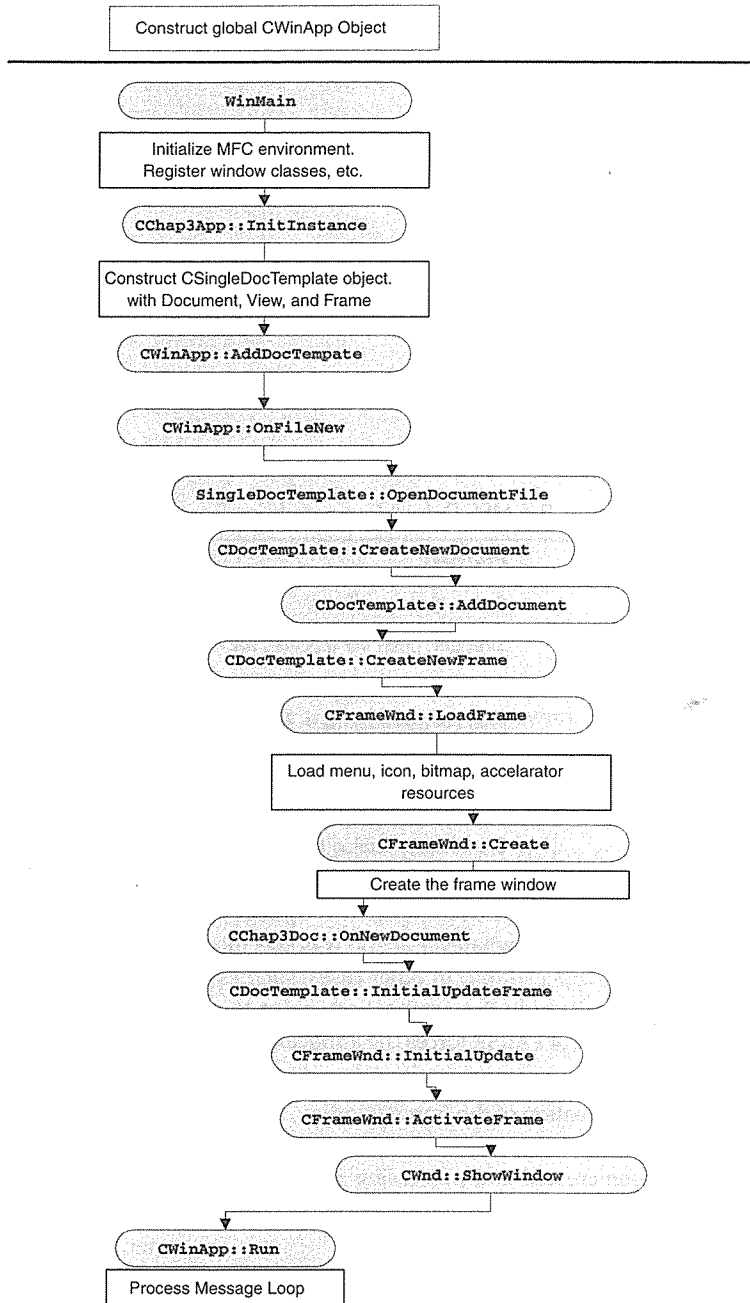 Construct global CWinApp Object
WinMain
Initialize MFC environment.
Register window classes, etc.
CChap3App::InitInstance
Construct CSingleDocTemplate object.
with Document, View, and Frame
CWinApp::AddDocTempate
CWinApp::OnFileNew
SingleDocTemplate::OpenDocumentFile
CDocTemplate::CreateNewDocument
CDocTemplate::AddDocument
CDocTemplate::CreateNewFrame
CFrameWnd::LoadFrame
Load menu, icon, bitmap, accelarator
resources
CFrameWnd::Create
Create the frame window
CChap3Doc::OnNewDocument
CDocTemplate::InitialUpdateFrame
CFrameWnd::InitialUpdate
CFrameWnd::ActivateFrame
CWnd::ShowWindow
CWinApp::Run
Process Message Loop